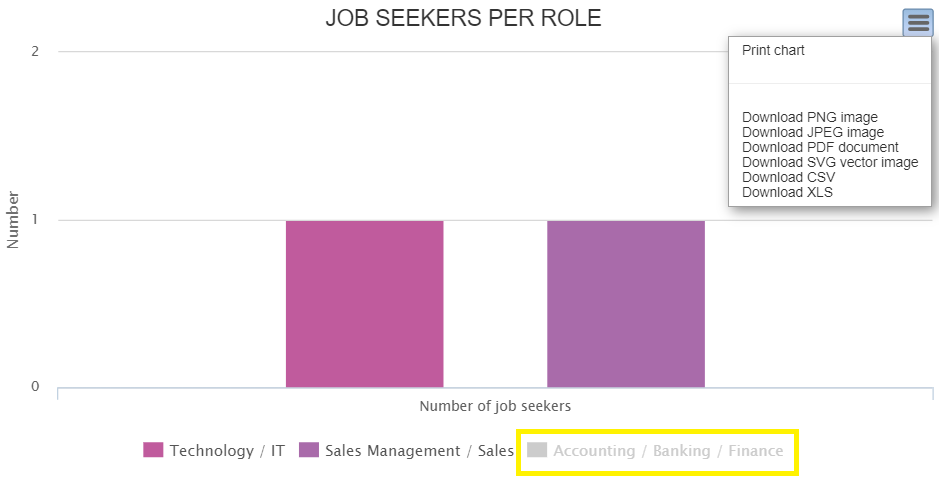 JOB SEEKERS PER ROLE
Print chart
Download PNG image
Download JPEG image
Download PDF document
Download SVG vector image
Download CSV
Download XLS
2
1
0
Number
Number of job seekers
Technology / IT Sales Management / Sales Accounting / Banking / Finance